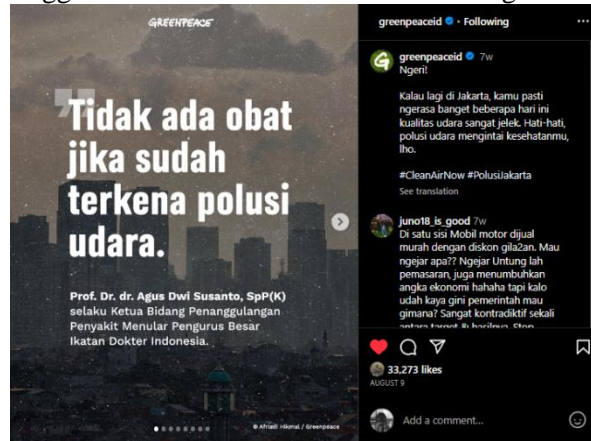 GREENPEACE
"
Tidak ada obat
jika sudah
terkena polusi
udara.
Prof. Dr. dr. Agus Dwi Susanto, SpP(K)
selaku Ketua Bidang Penanggulangan
Penyakit Menular Pengurus Besar
Ikatan Dokter Indonesia.
© Afriadi Hikmal / Greenpeace
greenpeaceid • Following
greenpeaceid 7w
Ngeri!
Kalau lagi di Jakarta, kamu pasti
ngerasa banget beberapa hari ini
kualitas udara sangat jelek. Hati-hati,
polusi udara mengintai kesehatanmu,
lho.
#CleanAirNow #PolusiJakarta
See translation
juno18_is_good 7w
Di satu sisi Mobil motor dijual
murah dengan diskon gila2an. Mau
ngejar apa?? Ngejar Untung lah
pemasaran, juga menumbuhkan
angka ekonomi hahaha tapi kalo
udah kaya gini pemerintah mau
gimana? Sangat kontradiktif sekali
antara target & hasilnya. Stop
33,273 likes
AUGUST 9
Add a comment...